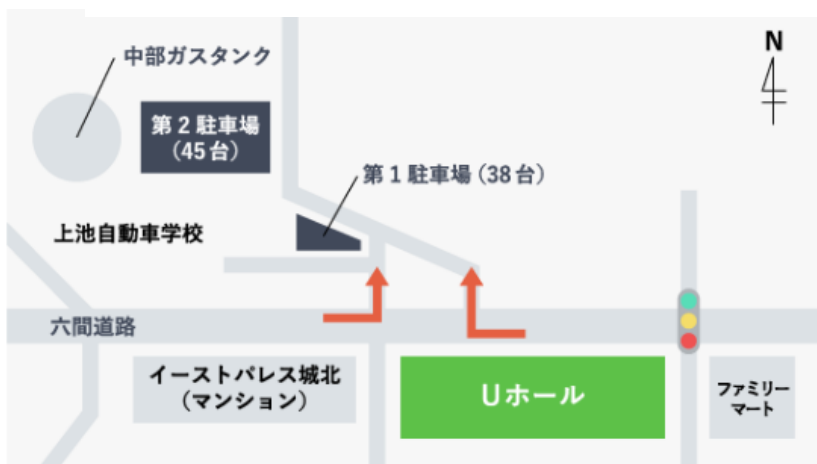 N
中部ガスタンク
第2駐車場
（45台）
第1駐車場（38台）
上池自動車学校
六間道路
イーストパレス城北
（マンション）
Uホール
ファミリー
マート